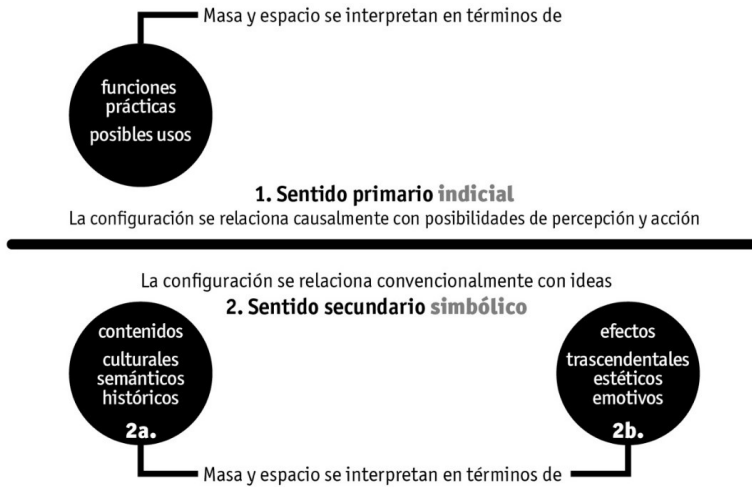 Masa y espacio se interpretan en términos de
funciones
prácticas
posibles usos
1. Sentido primario indicial
La configuración se relaciona causalmente con posibilidades de percepción y acción
La configuración se relaciona convencionalmente con ideas
2. Sentido secundario simbólico
contenidos
culturales
semánticos
históricos
2a.
efectos
trascendentales
estéticos
emotivos
2b.
Masa y espacio se interpretan en términos de